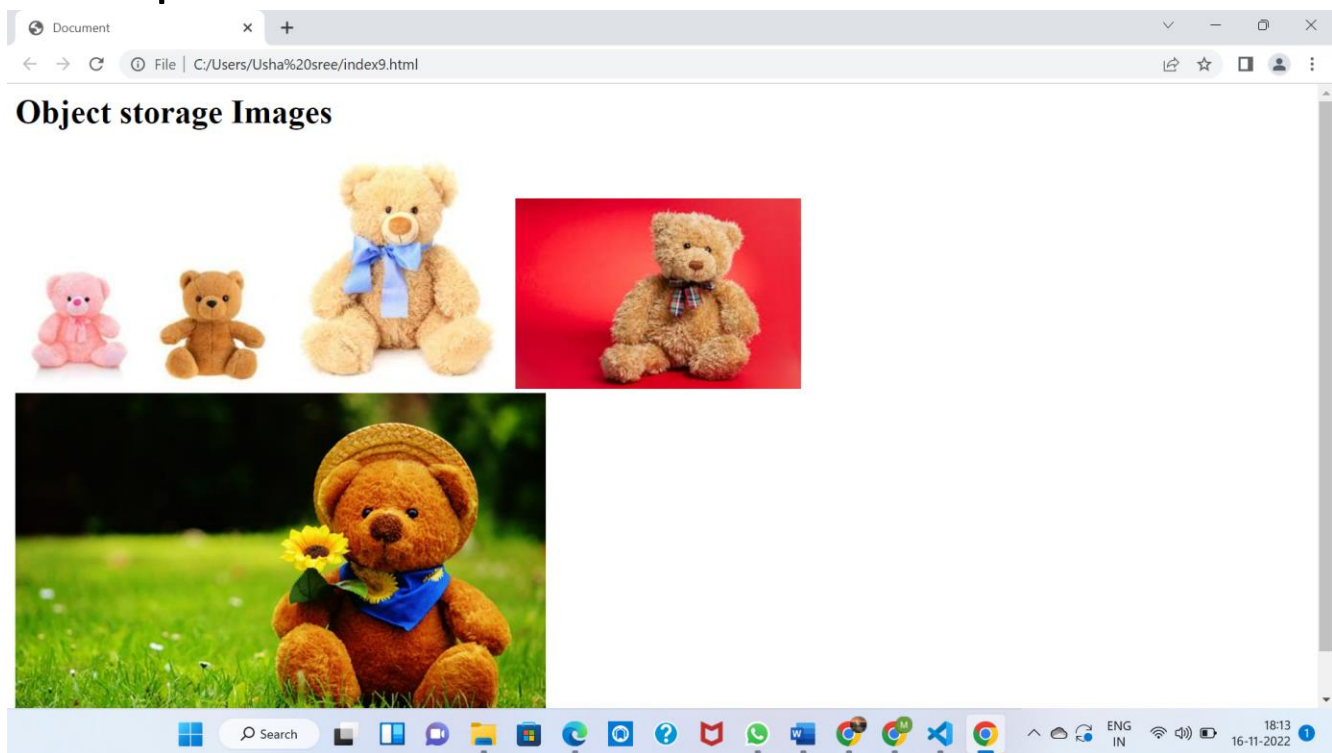 Document
File | C:/Users/Usha%20sree/index9.html
Object storage Images
Search
ENG
IN
18:13
16-11-2022
1